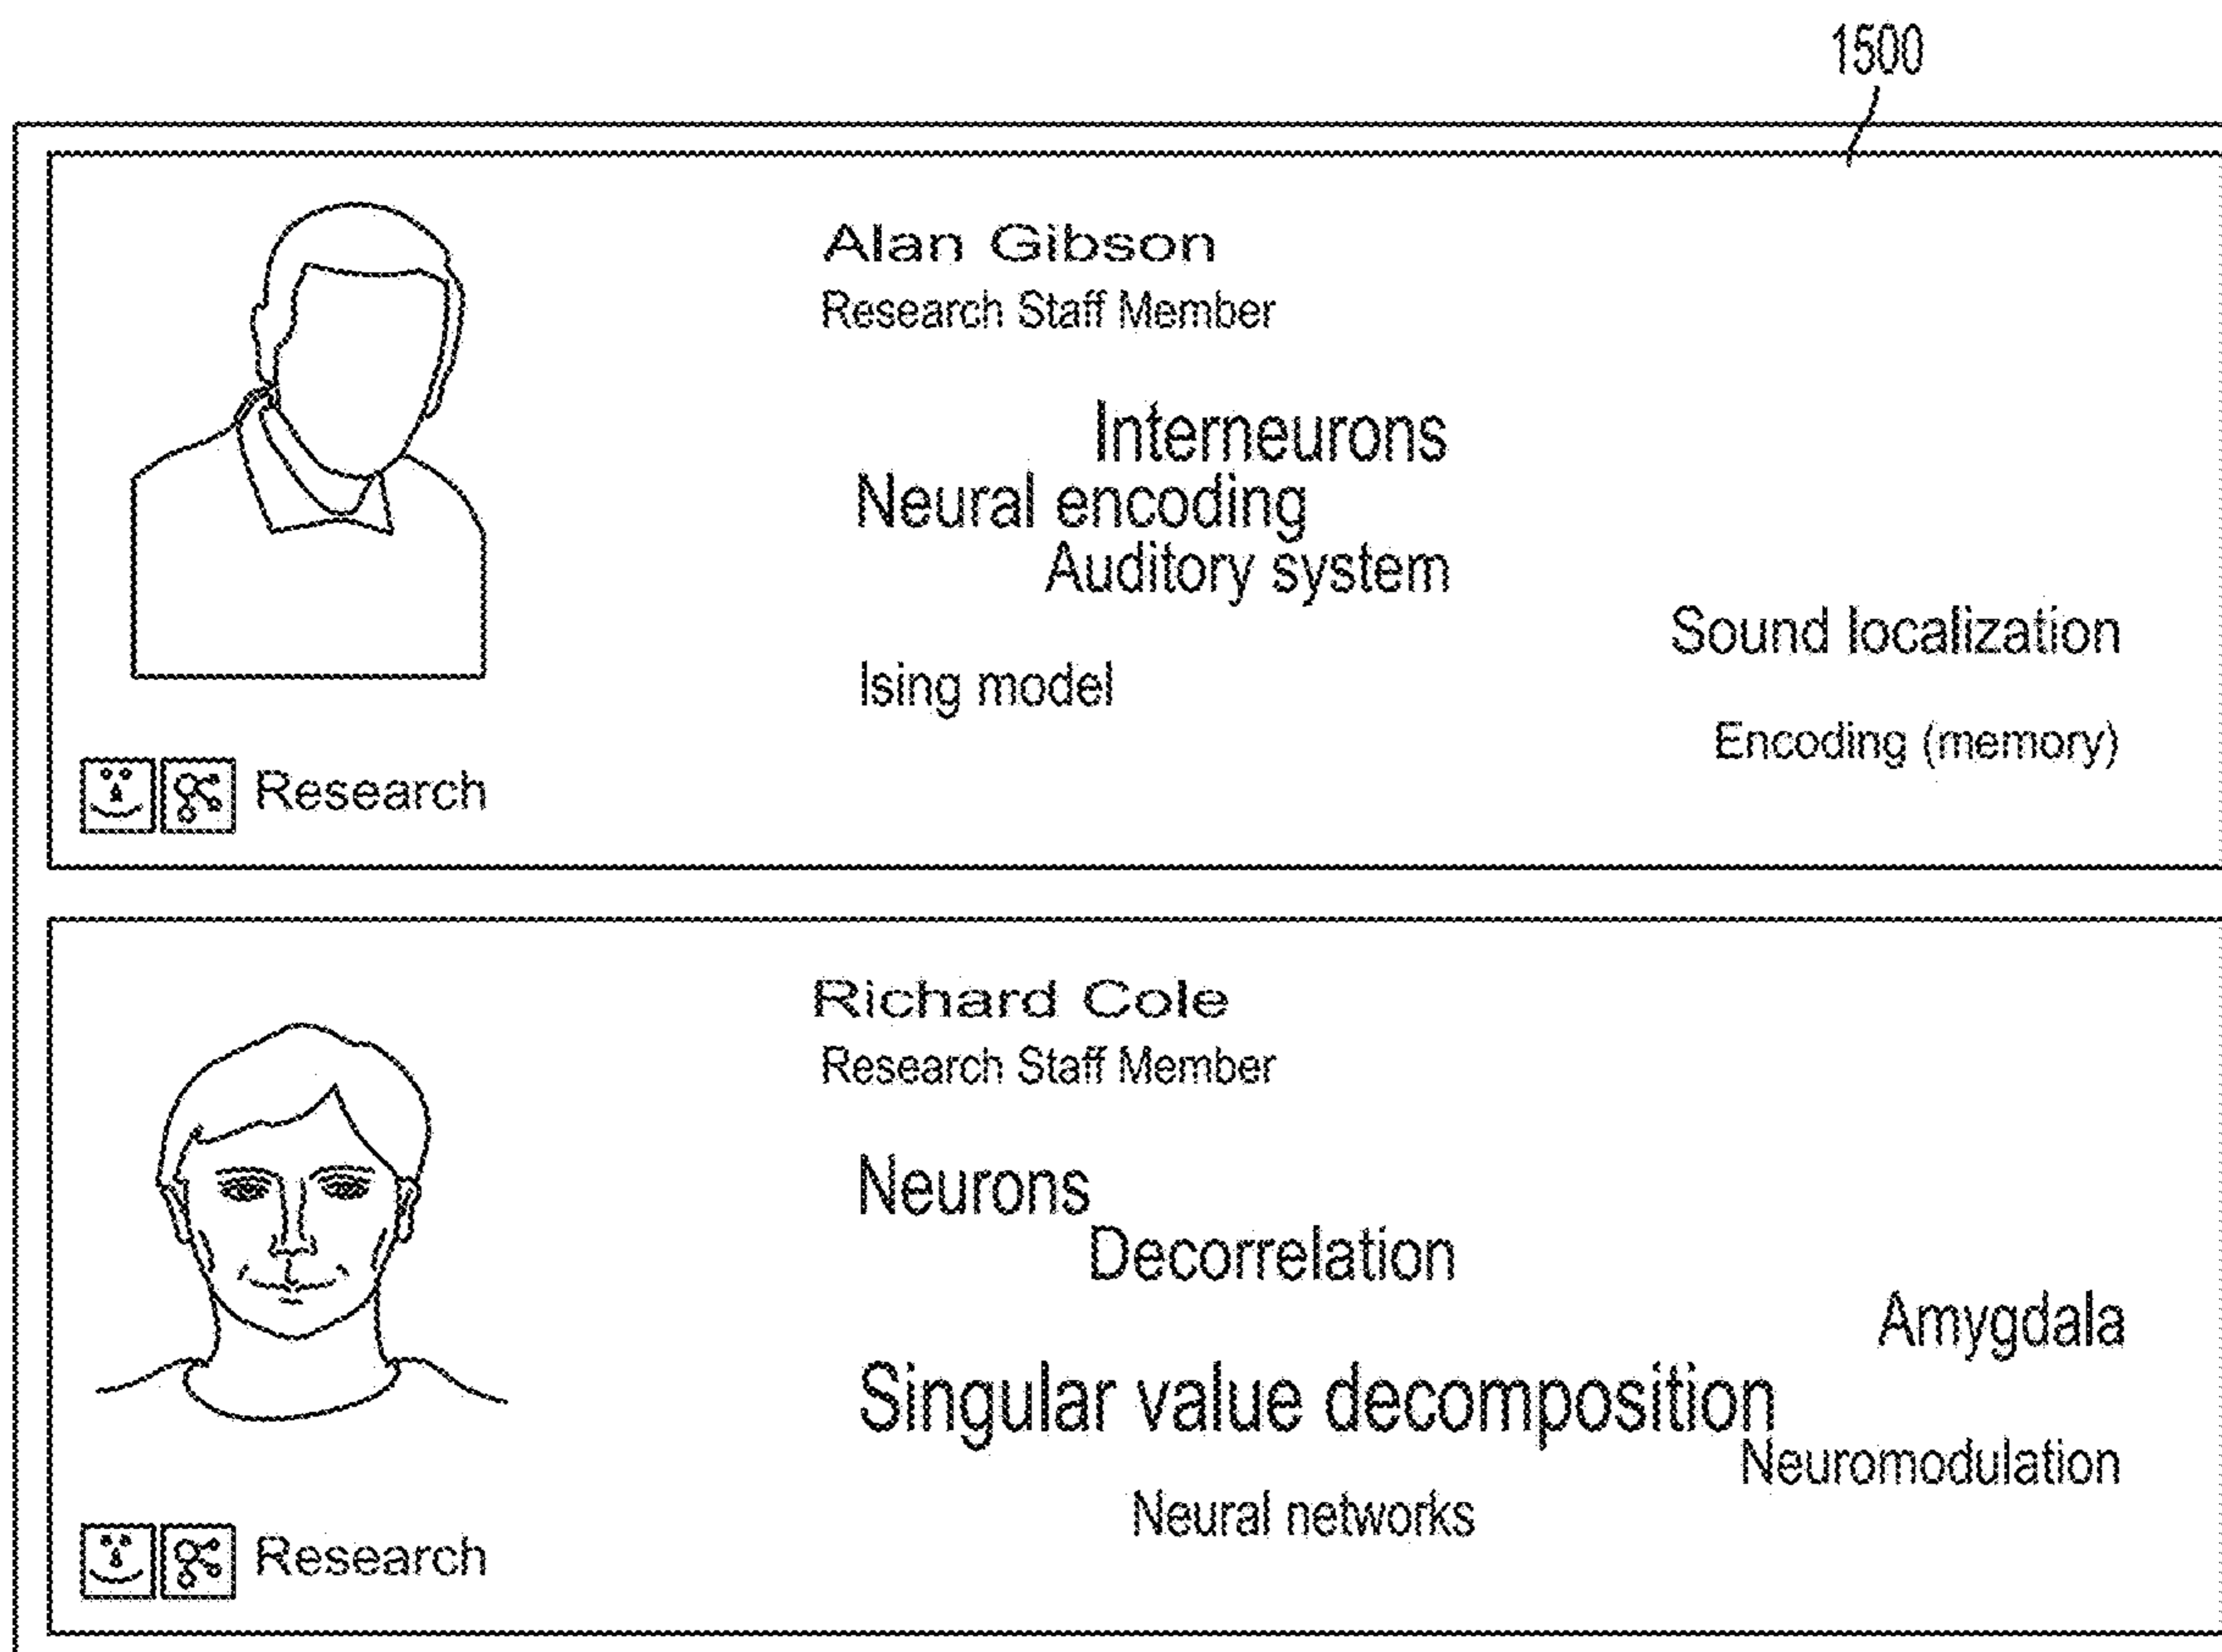 1500
Alan Gibson
Research Staff Member
Interneurons
Neural encoding
Auditory system
Sound localization
Ising model
Encoding (memory)
Research
Richard Cole
Research Staff Member
Neurons
Decorrelation
Amygdala
Singular value decomposition
Neuromodulation
Neural networks
Research